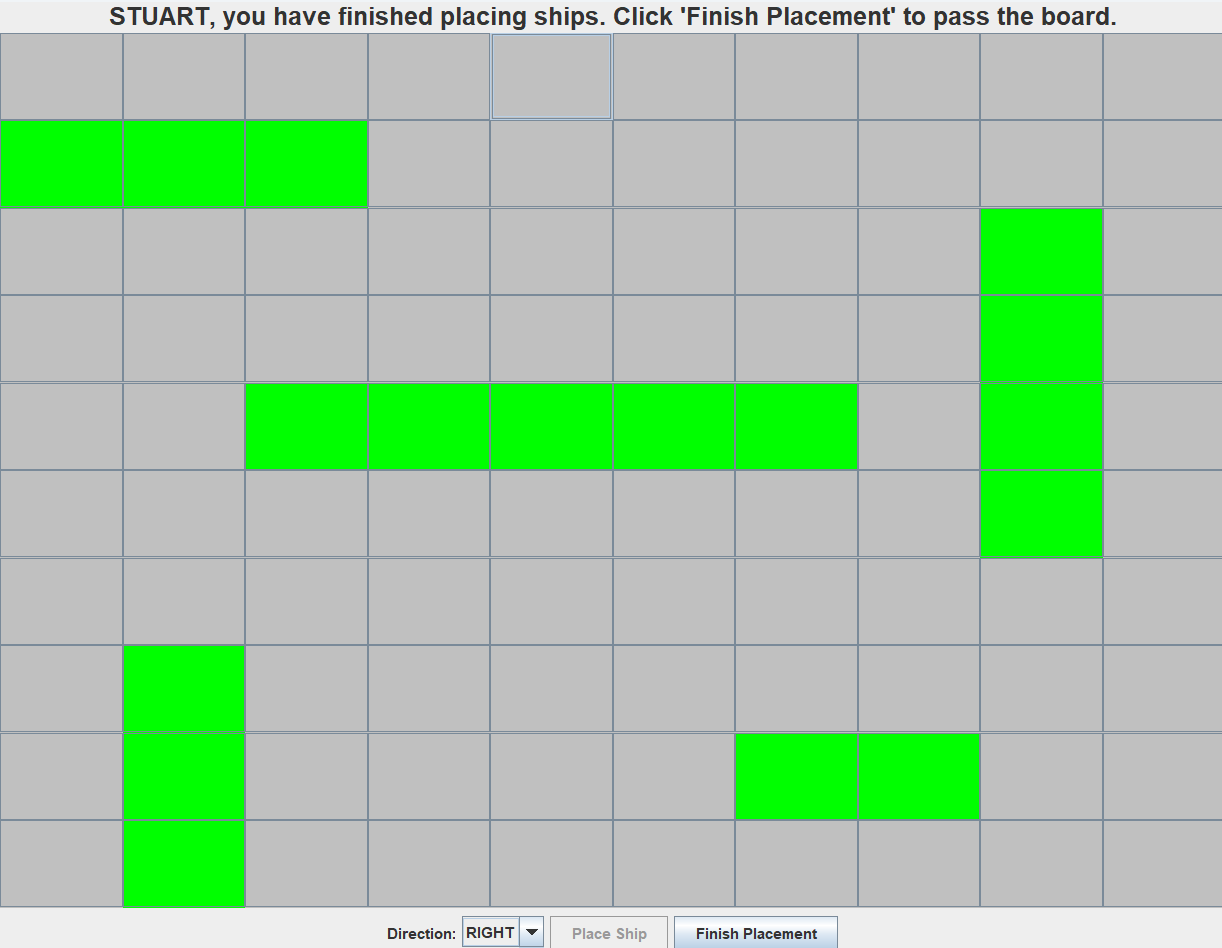 STUART, you have finished placing ships. Click 'Finish Placement' to pass the board.
Direction: RIGHT Place Ship Finish Placement